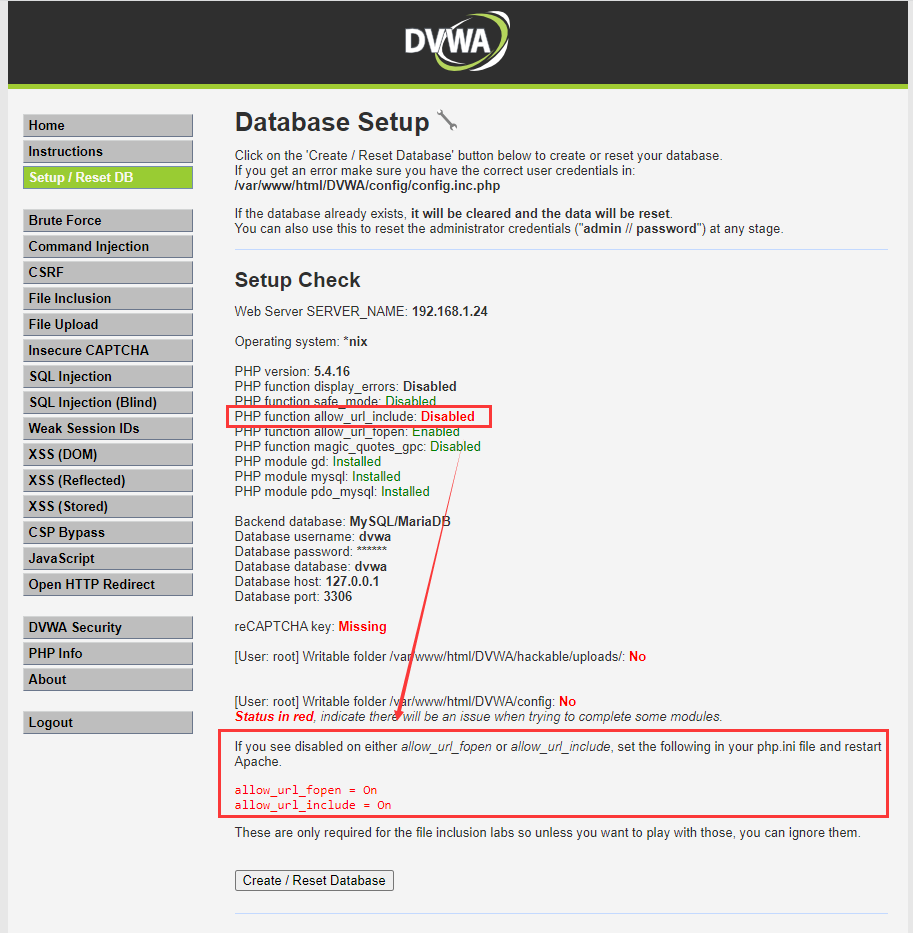 DVWA
Home
Instructions
Setup / Reset DB
Brute Force
Command Injection
CSRF
File Inclusion
File Upload
Insecure CAPTCHA
SQL Injection
SQL Injection (Blind)
Weak Session IDs
XSS (DOM)
XSS (Reflected)
XSS (Stored)
CSP Bypass
JavaScript
Open HTTP Redirect
DVWA Security
PHP Info
About
Logout
Database Setup
Click on the 'Create / Reset Database' button below to create or reset your database.
If you get an error make sure you have the correct user credentials in:
/var/www/html/DVWA/config/config.inc.php
If the database already exists, it will be cleared and the data will be reset.
You can also use this to reset the administrator credentials ("admin // password") at any stage.
Setup Check
Web Server SERVER_NAME: 192.168.1.24
Operating system: *nix
PHP version: 5.4.16
PHP function display_errors: Disabled
PHP function safe_mode: Disabled
PHP function allow_url_include: Disabled
PHP function allow_url_fopen: Enabled
PHP function magic_quotes_gpc: Disabled
PHP module gd: Installed
PHP module mysql: Installed
PHP module pdo_mysql: Installed
Backend database: MySQL/MariaDB
Database username: dvwa
Database password: ******
Database database: dvwa
Database host: 127.0.0.1
Database port: 3306
reCAPTCHA key: Missing
[User: root] Writable folder /var/www/html/DVWA/hackable/uploads/: No
[User: root] Writable folder /var/www/html/DVWA/config: No
Status in red, indicate there will be an issue when trying to complete some modules.
If you see disabled on either allow_url_fopen or allow_url_include, set the following in your php.ini file and restart
Apache.
allow_url_fopen = On
allow_url_include = On
These are only required for the file inclusion labs so unless you want to play with those, you can ignore them.
Create / Reset Database